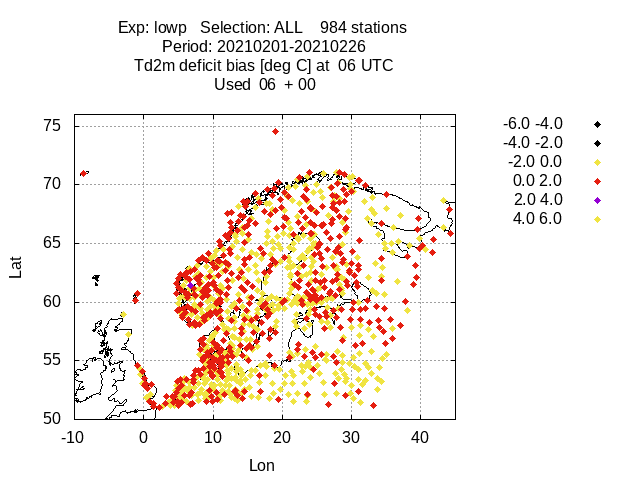 Exp: lowp   Selection: ALL    984 stations
Period: 20210201-20210226
Td2m deficit bias [deg C] at  06 UTC
Used  06  + 00
-6.0 -4.0
-4.0 -2.0
-2.0 0.0
0.0 2.0
2.0 4.0
4.0 6.0
75
70
65
60
55
50
Lat
-10 0 10 20 30 40
Lon